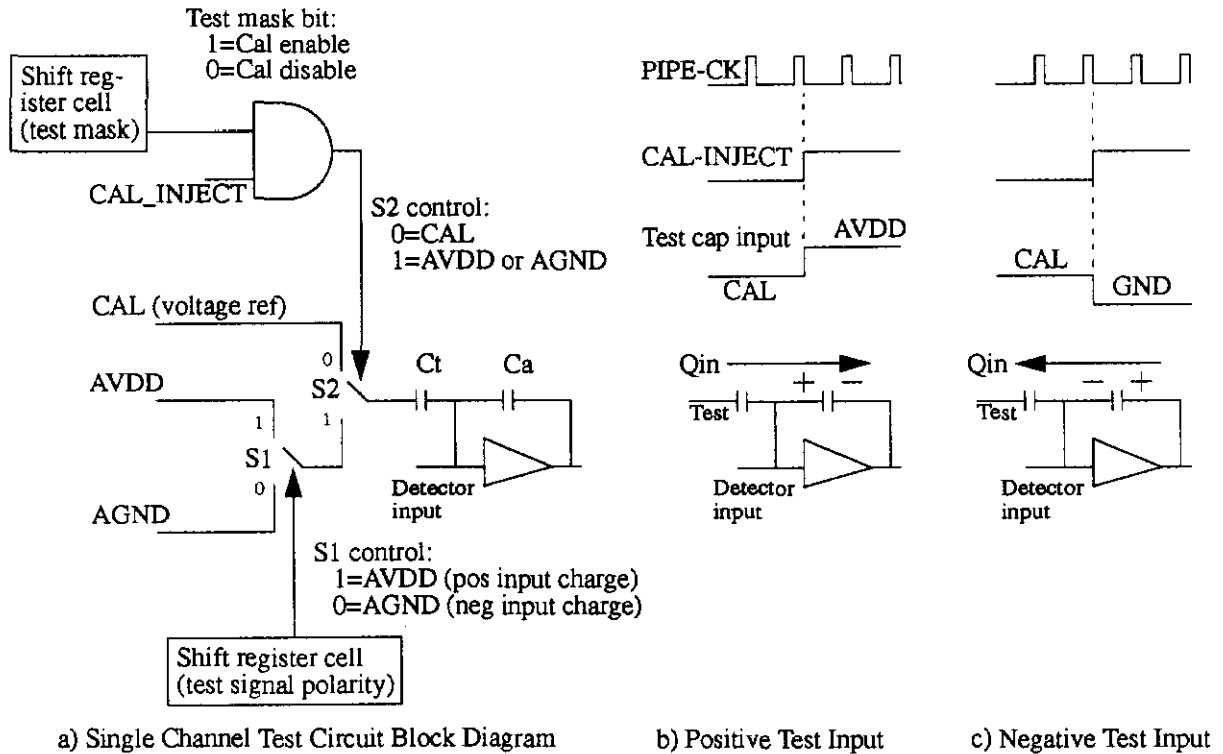 Test mask bit:
1=Cal enable
0=Cal disable
Shift reg-
ister cell
(test mask)
CAL_INJECT
S2 control:
0=CAL
1=AVDD or AGND
CAL (voltage ref)
0
S2
1
AVDD
1
S1
0
AGND
Ct
Ca
Detector
input
S1 control:
1=AVDD (pos input charge)
0=AGND (neg input charge)
Shift register cell
(test signal polarity)
a) Single Channel Test Circuit Block Diagram
PIPE-CK
CAL-INJECT
Test cap input
AVDD
CAL
Qin
+ −
Test
Detector
input
b) Positive Test Input
CAL
GND
Qin
− +
Test
Detector
input
c) Negative Test Input